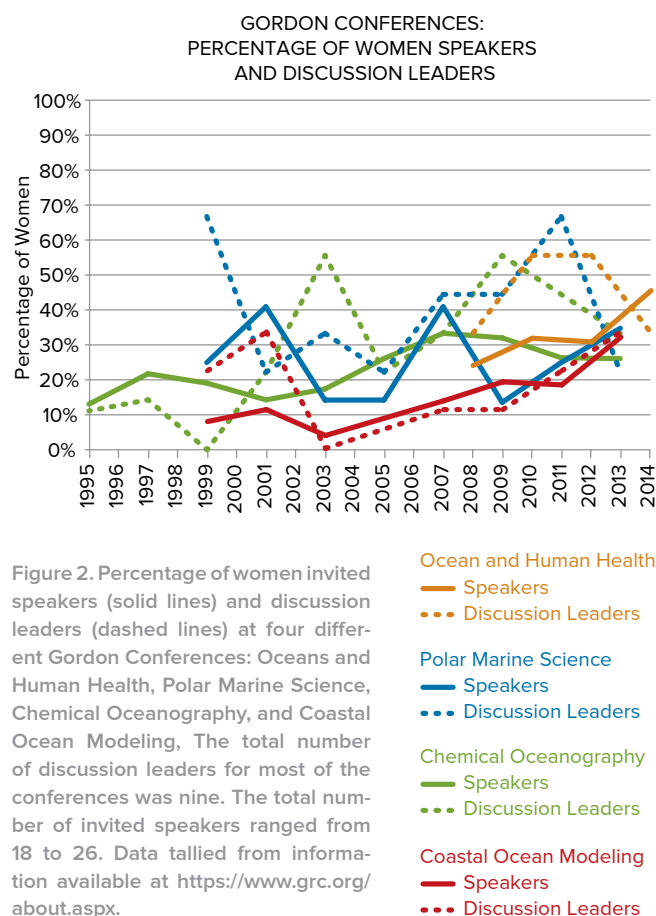 GORDON CONFERENCES:
PERCENTAGE OF WOMEN SPEAKERS
AND DISCUSSION LEADERS
Percentage of Women
100%
90%
80%
70%
60%
50%
40%
30%
20%
10%
0%
1995
1996
1997
1998
1999
2000
2001
2002
2003
2004
2005
2006
2007
2008
2009
2010
2011
2012
2013
2014
Figure 2. Percentage of women invited
speakers (solid lines) and discussion
leaders (dashed lines) at four differ-
ent Gordon Conferences: Oceans and
Human Health, Polar Marine Science,
Chemical Oceanography, and Coastal
Ocean Modeling, The total number
of discussion leaders for most of the
conferences was nine. The total num-
ber of invited speakers ranged from
18 to 26. Data tallied from informa-
tion available at https://www.grc.org/
about.aspx.
Ocean and Human Health
Speakers
Discussion Leaders
Polar Marine Science
Speakers
Discussion Leaders
Chemical Oceanography
Speakers
Discussion Leaders
Coastal Ocean Modeling
Speakers
Discussion Leaders